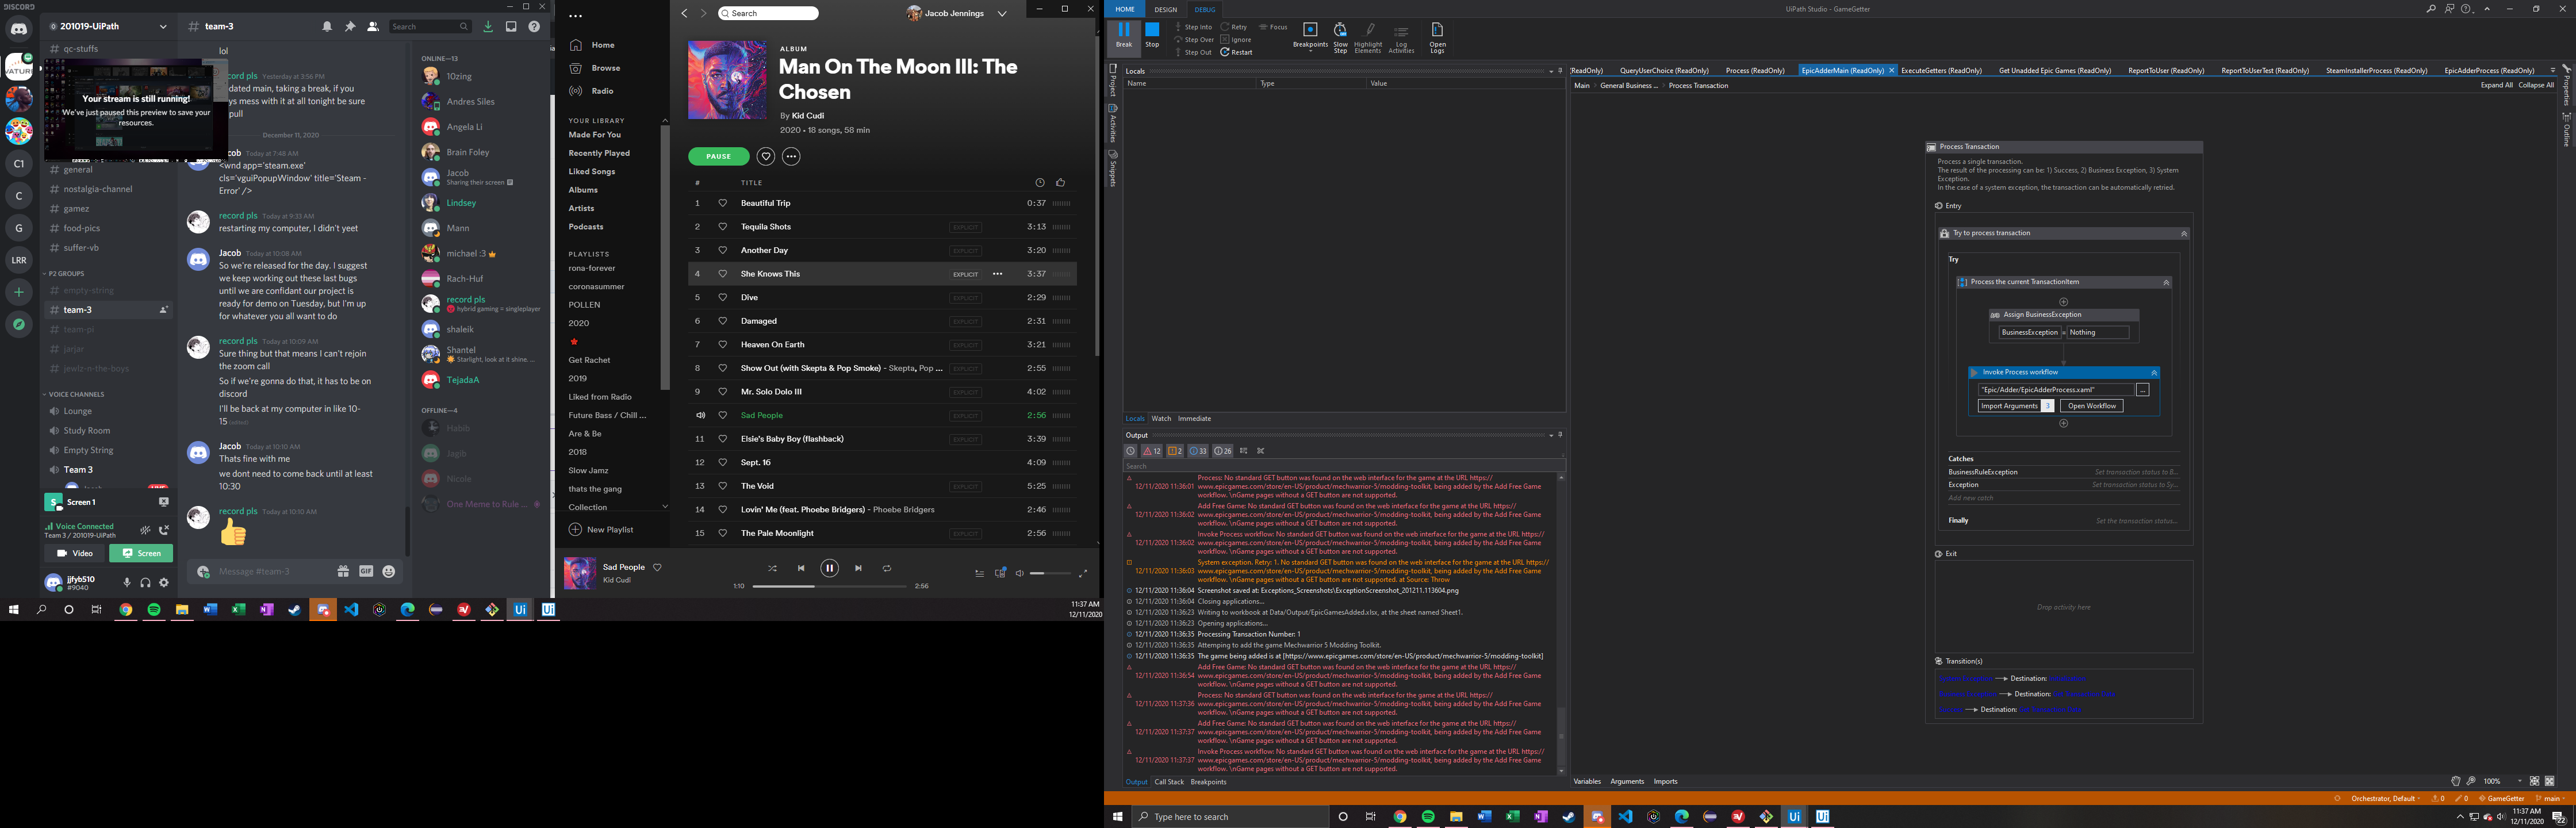 DISCORD
201019-UiPath
qc-stuffs
Your stream is still running!
We've just paused this preview to save your
resources.
general
nostalgia-channel
gamez
food-pics
suffer-vb
P2 GROUPS
empty-string
team-3
team-pl
jarjar
jewlz-n-the-boys
VOICE CHANNELS
Lounge
Study Room
Empty String
Team 3
Screen 1
Voice Connected
Team 3 / 201019-UiPath
Video
Screen
jjfyb510
#9040
C1
C
G
LRR
# team-3
Search
lol
Yesterday at 3:56 PM
December 11, 2020
Today at 7:48 AM
<wnd app='steam.exe'
cls='vguiPopupWindow' title='Steam -
Error' />
record pls Today at 9:33 AM
restarting my computer, I didn't yeet
Jacob Today at 10:08 AM
So we're released for the day. I suggest
we keep working out these last bugs
until we are confidant our project is
ready for demo on Tuesday, but I'm up
for whatever you all want to do
record pls Today at 10:09 AM
Sure thing but that means I can't rejoin
the zoom call
So if we're gonna do that, it has to be on
discord
I'll be back at my computer in like 10-
15 (edited)
Jacob Today at 10:10 AM
Thats fine with me
we dont need to come back until at least
10:30
record pls Today at 10:10 AM
Message #team-3
GIF
ONLINE—13
10zing
Andres Siles
Angela Li
Brain Foley
Jacob
Sharing their screen
Lindsey
Mann
michael :3
Rach-Huf
record pls
hybrid gaming = singleplayer
shaleik
Shantel
Starlight, look at it shine. ...
TejadaA
OFFLINE—4
Habib
Jagib
Nicole
One Meme to Rule ...
Home
Browse
Radio
YOUR LIBRARY
Made For You
Recently Played
Liked Songs
Albums
Artists
Podcasts
PLAYLISTS
rona-forever
coronasummer
POLLEN
2020
Get Rachet
2019
Liked from Radio
Future Bass / Chill ...
Are & Be
2018
Slow Jamz
thats the gang
Collection
New Playlist
Search
Jacob Jennings
ALBUM
Man On The Moon III: The
Chosen
By Kid Cudi
2020 • 18 songs, 58 min
PAUSE
# TITLE
1 Beautiful Trip 0:37
2 Tequila Shots EXPLICIT 3:13
3 Another Day EXPLICIT 3:20
4 She Knows This EXPLICIT 3:37
5 Dive EXPLICIT 2:29
6 Damaged EXPLICIT 2:31
7 Heaven On Earth EXPLICIT 3:21
8 Show Out (with Skepta & Pop Smoke) - Skepta, Pop ... EXPLICIT 2:55
9 Mr. Solo Dolo III EXPLICIT 4:02
Sad People EXPLICIT 2:56
11 Elsie's Baby Boy (flashback) EXPLICIT 3:39
12 Sept. 16 4:09
13 The Void EXPLICIT 5:25
14 Lovin' Me (feat. Phoebe Bridgers) - Phoebe Bridgers 2:46
15 The Pale Moonlight EXPLICIT 2:56
Sad People
Kid Cudi
1:10
2:56
11:37 AM
12/11/2020
HOME DESIGN DEBUG
UiPath Studio - GameGetter
Break
Stop
Step Into
Step Over
Step Out
Retry
Ignore
Restart
Focus
Breakpoints
Slow Step
Highlight Elements
Log Activities
Open Logs
Project
Activities
Snippets
Locals
Name Type Value
Locals Watch Immediate
Output
12 2 33 26
Search
Process: No standard GET button was found on the web interface for the game at the URL https://
12/11/2020 11:36:01 www.epicgames.com/store/en-US/product/mechwarrior-5/modding-toolkit, being added by the Add Free Game
workflow. \nGame pages without a GET button are not supported.
Add Free Game: No standard GET button was found on the web interface for the game at the URL https://
12/11/2020 11:36:02 www.epicgames.com/store/en-US/product/mechwarrior-5/modding-toolkit, being added by the Add Free Game
workflow. \nGame pages without a GET button are not supported.
Invoke Process workflow: No standard GET button was found on the web interface for the game at the URL https://
12/11/2020 11:36:02 www.epicgames.com/store/en-US/product/mechwarrior-5/modding-toolkit, being added by the Add Free Game
workflow. \nGame pages without a GET button are not supported.
System exception. Retry: 1. No standard GET button was found on the web interface for the game at the URL https://
12/11/2020 11:36:03 www.epicgames.com/store/en-US/product/mechwarrior-5/modding-toolkit, being added by the Add Free Game
workflow. \nGame pages without a GET button are not supported. at Source: Throw
12/11/2020 11:36:04 Screenshot saved at: Exceptions_Screenshots\ExceptionScreenshot_201211.113604.png
12/11/2020 11:36:04 Closing applications...
12/11/2020 11:36:23 Writing to workbook at Data/Output/EpicGamesAdded.xlsx, at the sheet named Sheet1.
12/11/2020 11:36:23 Opening applications...
12/11/2020 11:36:35 Processing Transaction Number: 1
12/11/2020 11:36:35 Attemping to add the game Mechwarrior 5 Modding Toolkit.
12/11/2020 11:36:35 The game being added is at [https://www.epicgames.com/store/en-US/product/mechwarrior-5/modding-toolkit]
Add Free Game: No standard GET button was found on the web interface for the game at the URL https://
12/11/2020 11:36:54 www.epicgames.com/store/en-US/product/mechwarrior-5/modding-toolkit, being added by the Add Free Game
workflow. \nGame pages without a GET button are not supported.
Process: No standard GET button was found on the web interface for the game at the URL https://
12/11/2020 11:37:36 www.epicgames.com/store/en-US/product/mechwarrior-5/modding-toolkit, being added by the Add Free Game
workflow. \nGame pages without a GET button are not supported.
Add Free Game: No standard GET button was found on the web interface for the game at the URL https://
12/11/2020 11:37:37 www.epicgames.com/store/en-US/product/mechwarrior-5/modding-toolkit, being added by the Add Free Game
workflow. \nGame pages without a GET button are not supported.
Invoke Process workflow: No standard GET button was found on the web interface for the game at the URL https://
12/11/2020 11:37:37 www.epicgames.com/store/en-US/product/mechwarrior-5/modding-toolkit, being added by the Add Free Game
workflow. \nGame pages without a GET button are not supported.
Output Call Stack Breakpoints
(ReadOnly) QueryUserChoice (ReadOnly) Process (ReadOnly) EpicAdderMain (ReadOnly) ExecuteGetters (ReadOnly) Get Unadded Epic Games (ReadOnly) ReportToUser (ReadOnly) ReportToUserTest (ReadOnly) SteamInstallerProcess (ReadOnly) EpicAdderProcess (ReadOnly)
Main > General Business ... > Process Transaction
Expand All Collapse All
Properties
Outline
Process Transaction
Process a single transaction.
The result of the processing can be: 1) Success, 2) Business Exception, 3) System
Exception.
In the case of a system exception, the transaction can be automatically retried.
Entry
Try to process transaction
Try
Process the current TransactionItem
Assign BusinessException
BusinessException = Nothing
Invoke Process workflow
"Epic/Adder/EpicAdderProcess.xaml" ...
Import Arguments 3 Open Workflow
Catches
BusinessRuleException Set transaction status to B...
Exception Set transaction status to Sy...
Add new catch
Finally Set the transaction status...
Exit
Drag activity here
Transition(s)
Destination:
Destination:
Destination:
Variables Arguments Imports
100%
Orchestrator, Default 0 0 GameGetter main
Type here to search
11:37 AM
12/11/2020
22